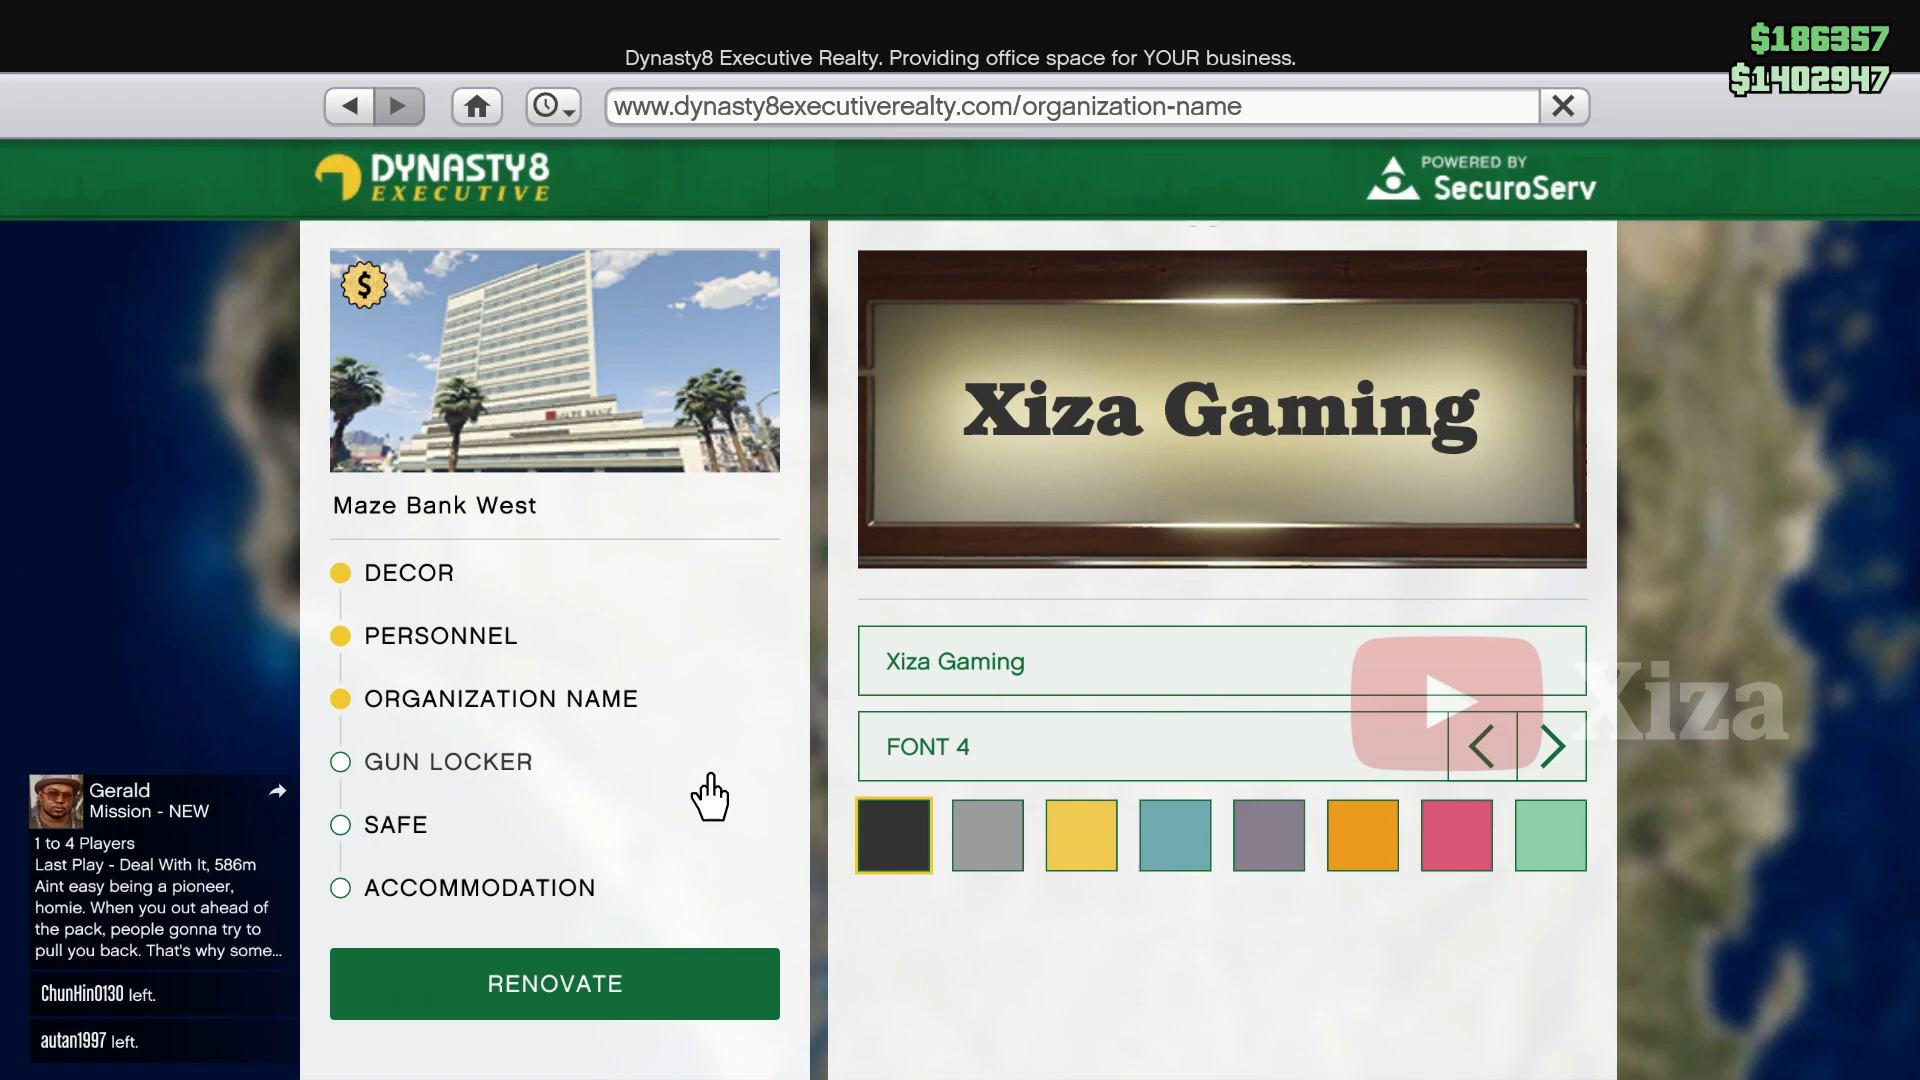 Dynasty8 Executive Realty. Providing office space for YOUR business.
$186357
$1402947
www.dynasty8executiverealty.com/organization-name
DYNASTY8
EXECUTIVE
POWERED BY
SecuroServ
$
MAZE BANK
Xiza Gaming
Maze Bank West
DECOR
PERSONNEL
ORGANIZATION NAME
GUN LOCKER
SAFE
ACCOMMODATION
RENOVATE
Xiza Gaming
FONT 4
Xiza
Gerald
Mission - NEW
1 to 4 Players
Last Play - Deal With It, 586m
Aint easy being a pioneer,
homie. When you out ahead of
the pack, people gonna try to
pull you back. That's why some...
ChunHin0130 left.
autan1997 left.